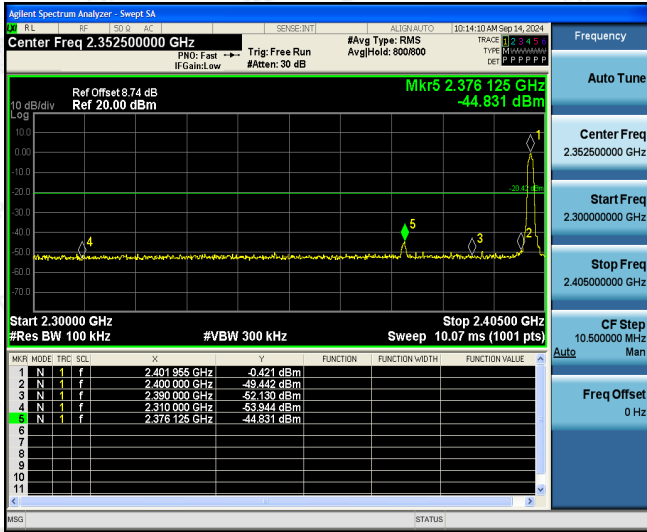 Agilent Spectrum Analyzer - Swept SA
RL RF 50 Ω AC SENSE:INT ALIGNAUTO 10:14:10 AM Sep 14, 2024
Center Freq 2.352500000 GHz
PNO: Fast
IFGain:Low
Trig: Free Run
#Atten: 30 dB
#Avg Type: RMS
Avg|Hold: 800/800
TRACE 1 2 3 4 5 6
TYPE M
DET P P P P P P
Mkr5 2.376 125 GHz
-44.831 dBm
Ref Offset 8.74 dB
Ref 20.00 dBm
10 dB/div
Log
10.0
0.00
-10.0
-20.0
-30.0
-40.0
-50.0
-60.0
-70.0
1
-20.42 dBm
5
4
3
2
Start 2.30000 GHz
Stop 2.40500 GHz
#Res BW 100 kHz
#VBW 300 kHz
Sweep 10.07 ms (1001 pts)
MKR MODE TRC SCL X Y FUNCTION FUNCTION WIDTH FUNCTION VALUE
1 N 1 f 2.401 955 GHz -0.421 dBm
2 N 1 f 2.400 000 GHz -49.442 dBm
3 N 1 f 2.390 000 GHz -52.130 dBm
4 N 1 f 2.310 000 GHz -53.944 dBm
5 N 1 f 2.376 125 GHz -44.831 dBm
6
7
8
9
10
11
MSG STATUS
Frequency
Auto Tune
Center Freq
2.352500000 GHz
Start Freq
2.300000000 GHz
Stop Freq
2.405000000 GHz
CF Step
10.500000 MHz
Auto Man
Freq Offset
0 Hz